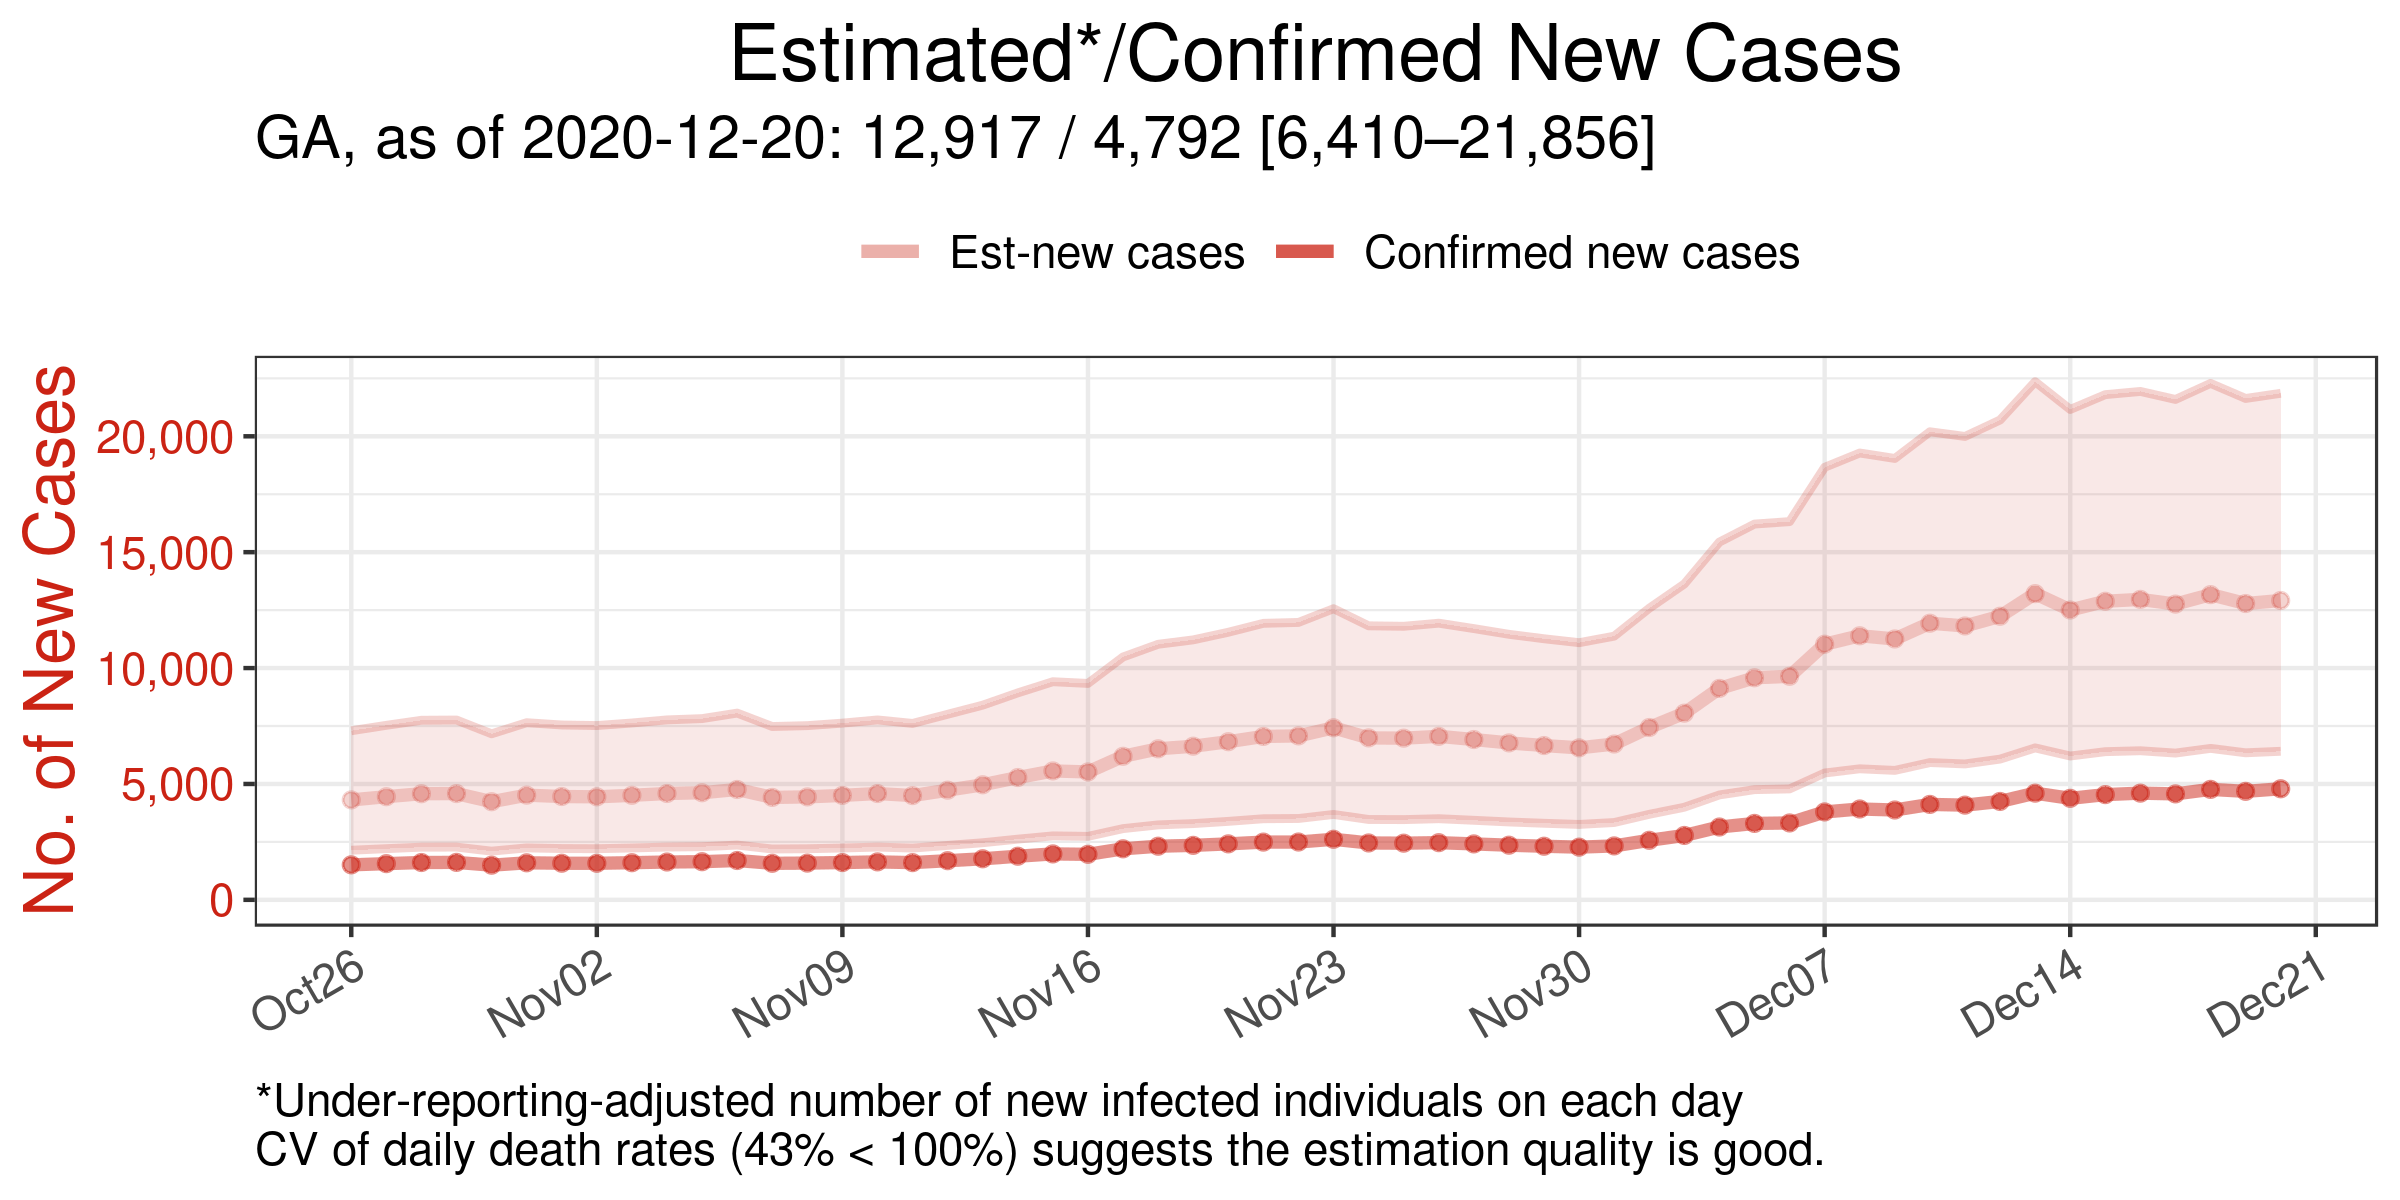 Estimated*/Confirmed New Cases
GA, as of 2020-12-20: 12,917 / 4,792 [6,410–21,856]
Est-new cases
Confirmed new cases
No. of New Cases
20,000
15,000
10,000
5,000
0
Oct26
Nov02
Nov09
Nov16
Nov23
Nov30
Dec07
Dec14
Dec21
*Under-reporting-adjusted number of new infected individuals on each day
CV of daily death rates (43% < 100%) suggests the estimation quality is good.